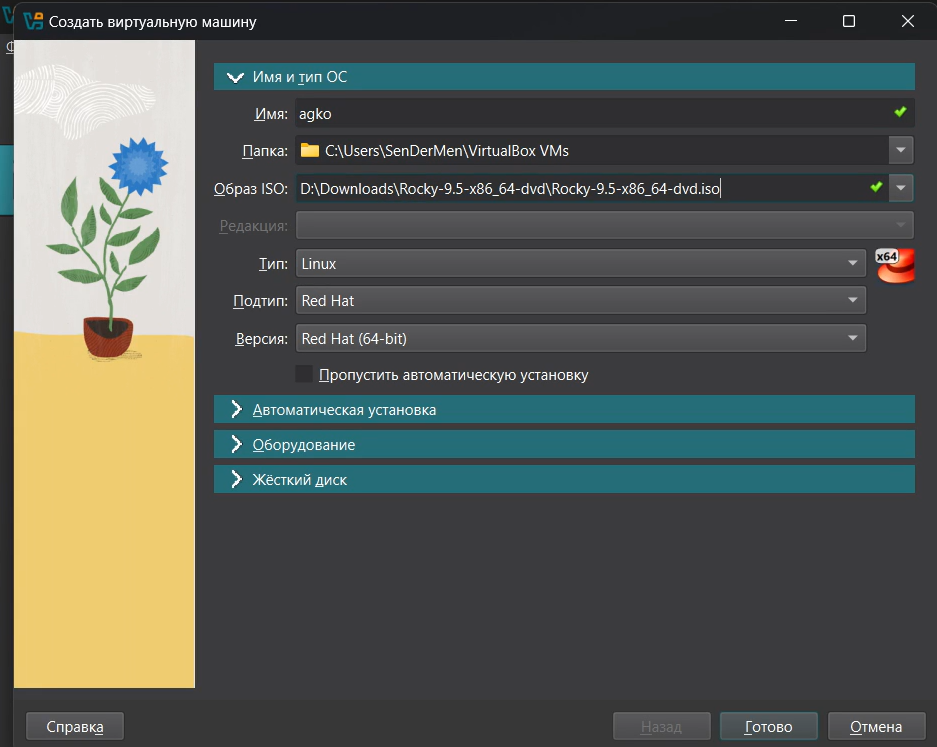 Создать виртуальную машину
Имя и тип ОС
Имя: agko
Папка: C:\Users\SenDerMen\VirtualBox VMs
Образ ISO: D:\Downloads\Rocky-9.5-x86_64-dvd\Rocky-9.5-x86_64-dvd.iso
Редакция:
Тип: Linux x64
Подтип: Red Hat
Версия: Red Hat (64-bit)
Пропустить автоматическую установку
Автоматическая установка
Оборудование
Жёсткий диск
Справка Назад Готово Отмена